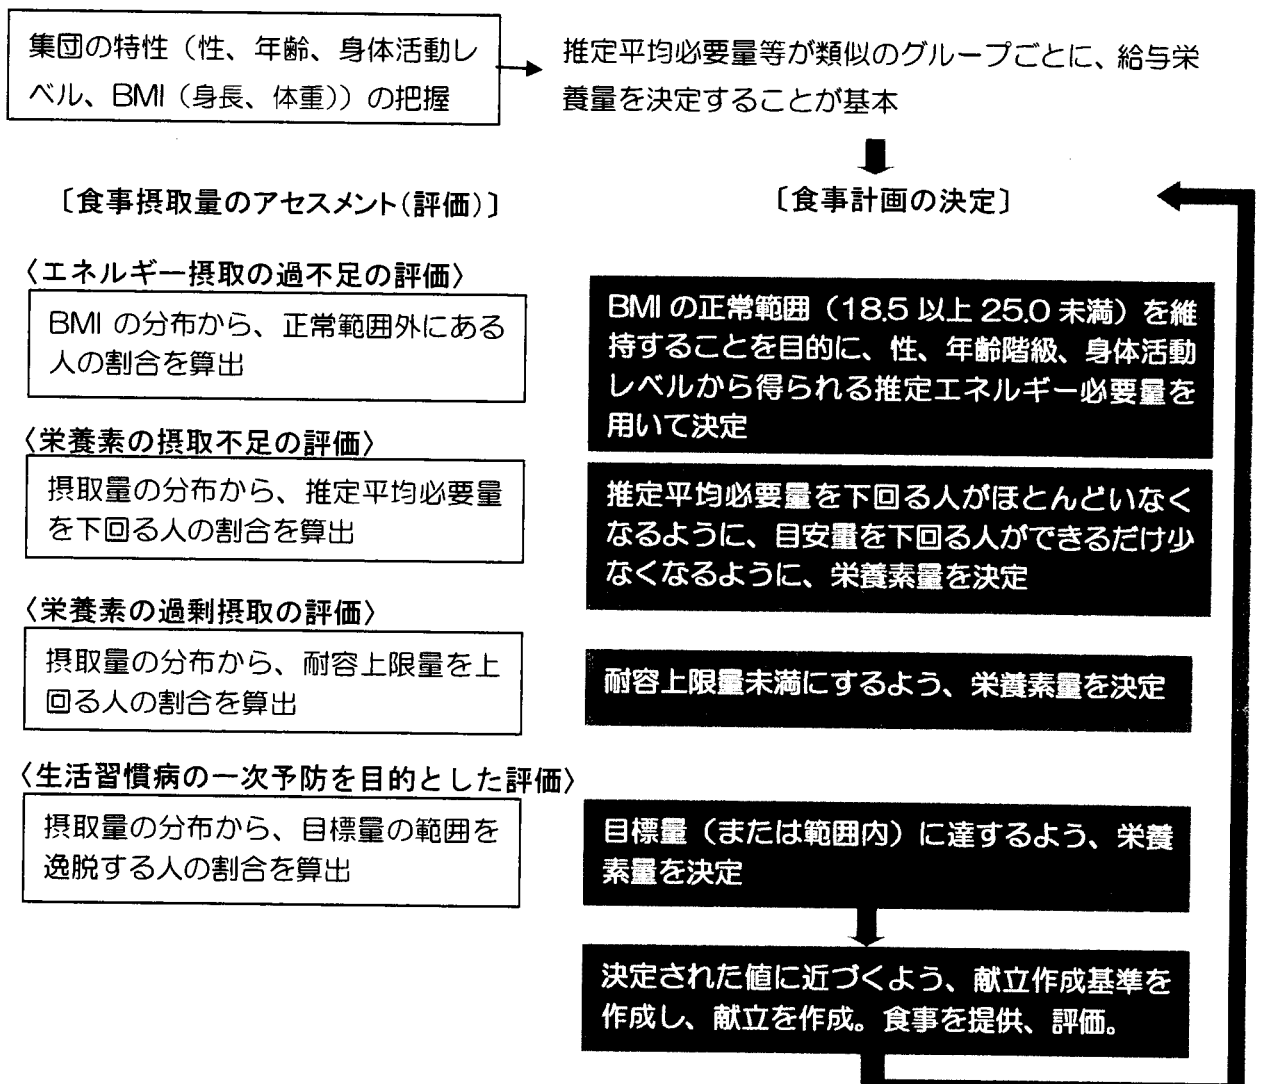 集団の特性（性、年齢、身体活動レ
ベル、BMI（身長、体重））の把握
推定平均必要量等が類似のグループごとに、給与栄
養量を決定することが基本
〔食事摂取量のアセスメント(評価)〕
〔食事計画の決定〕
〈エネルギー摂取の過不足の評価〉
BMI の分布から、正常範囲外にある
人の割合を算出
BMI の正常範囲（18.5 以上 25.0 未満）を維
持することを目的に、性、年齢階級、身体活動
レベルから得られる推定エネルギー必要量を
用いて決定
〈栄養素の摂取不足の評価〉
摂取量の分布から、推定平均必要量
を下回る人の割合を算出
推定平均必要量を下回る人がほとんどいなく
なるように、目安量を下回る人ができるだけ少
なくなるように、栄養素量を決定
〈栄養素の過剰摂取の評価〉
摂取量の分布から、耐容上限量を上
回る人の割合を算出
耐容上限量未満にするよう、栄養素量を決定
〈生活習慣病の一次予防を目的とした評価〉
摂取量の分布から、目標量の範囲を
逸脱する人の割合を算出
目標量（または範囲内）に達するよう、栄養
素量を決定
決定された値に近づくよう、献立作成基準を
作成し、献立を作成。食事を提供、評価。